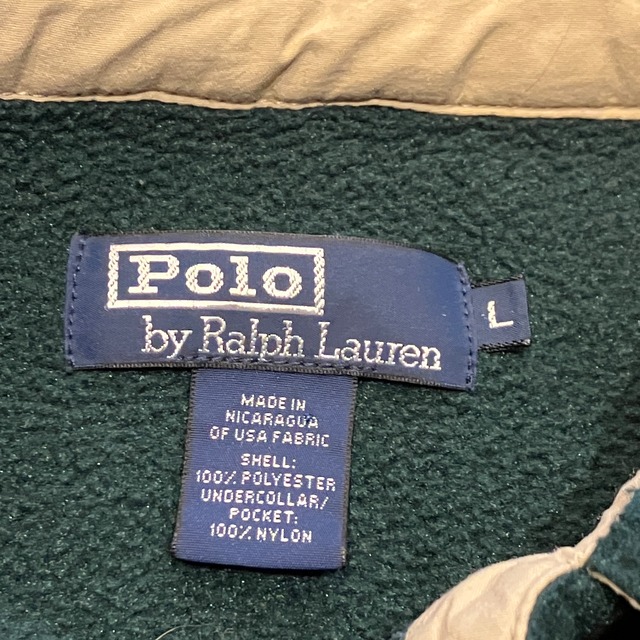 Polo
by Ralph Lauren
L
MADE IN
NICARAGUA
OF USA FABRIC
SHELL:
100% POLYESTER
UNDERCOLLAR/
POCKET:
100% NYLON